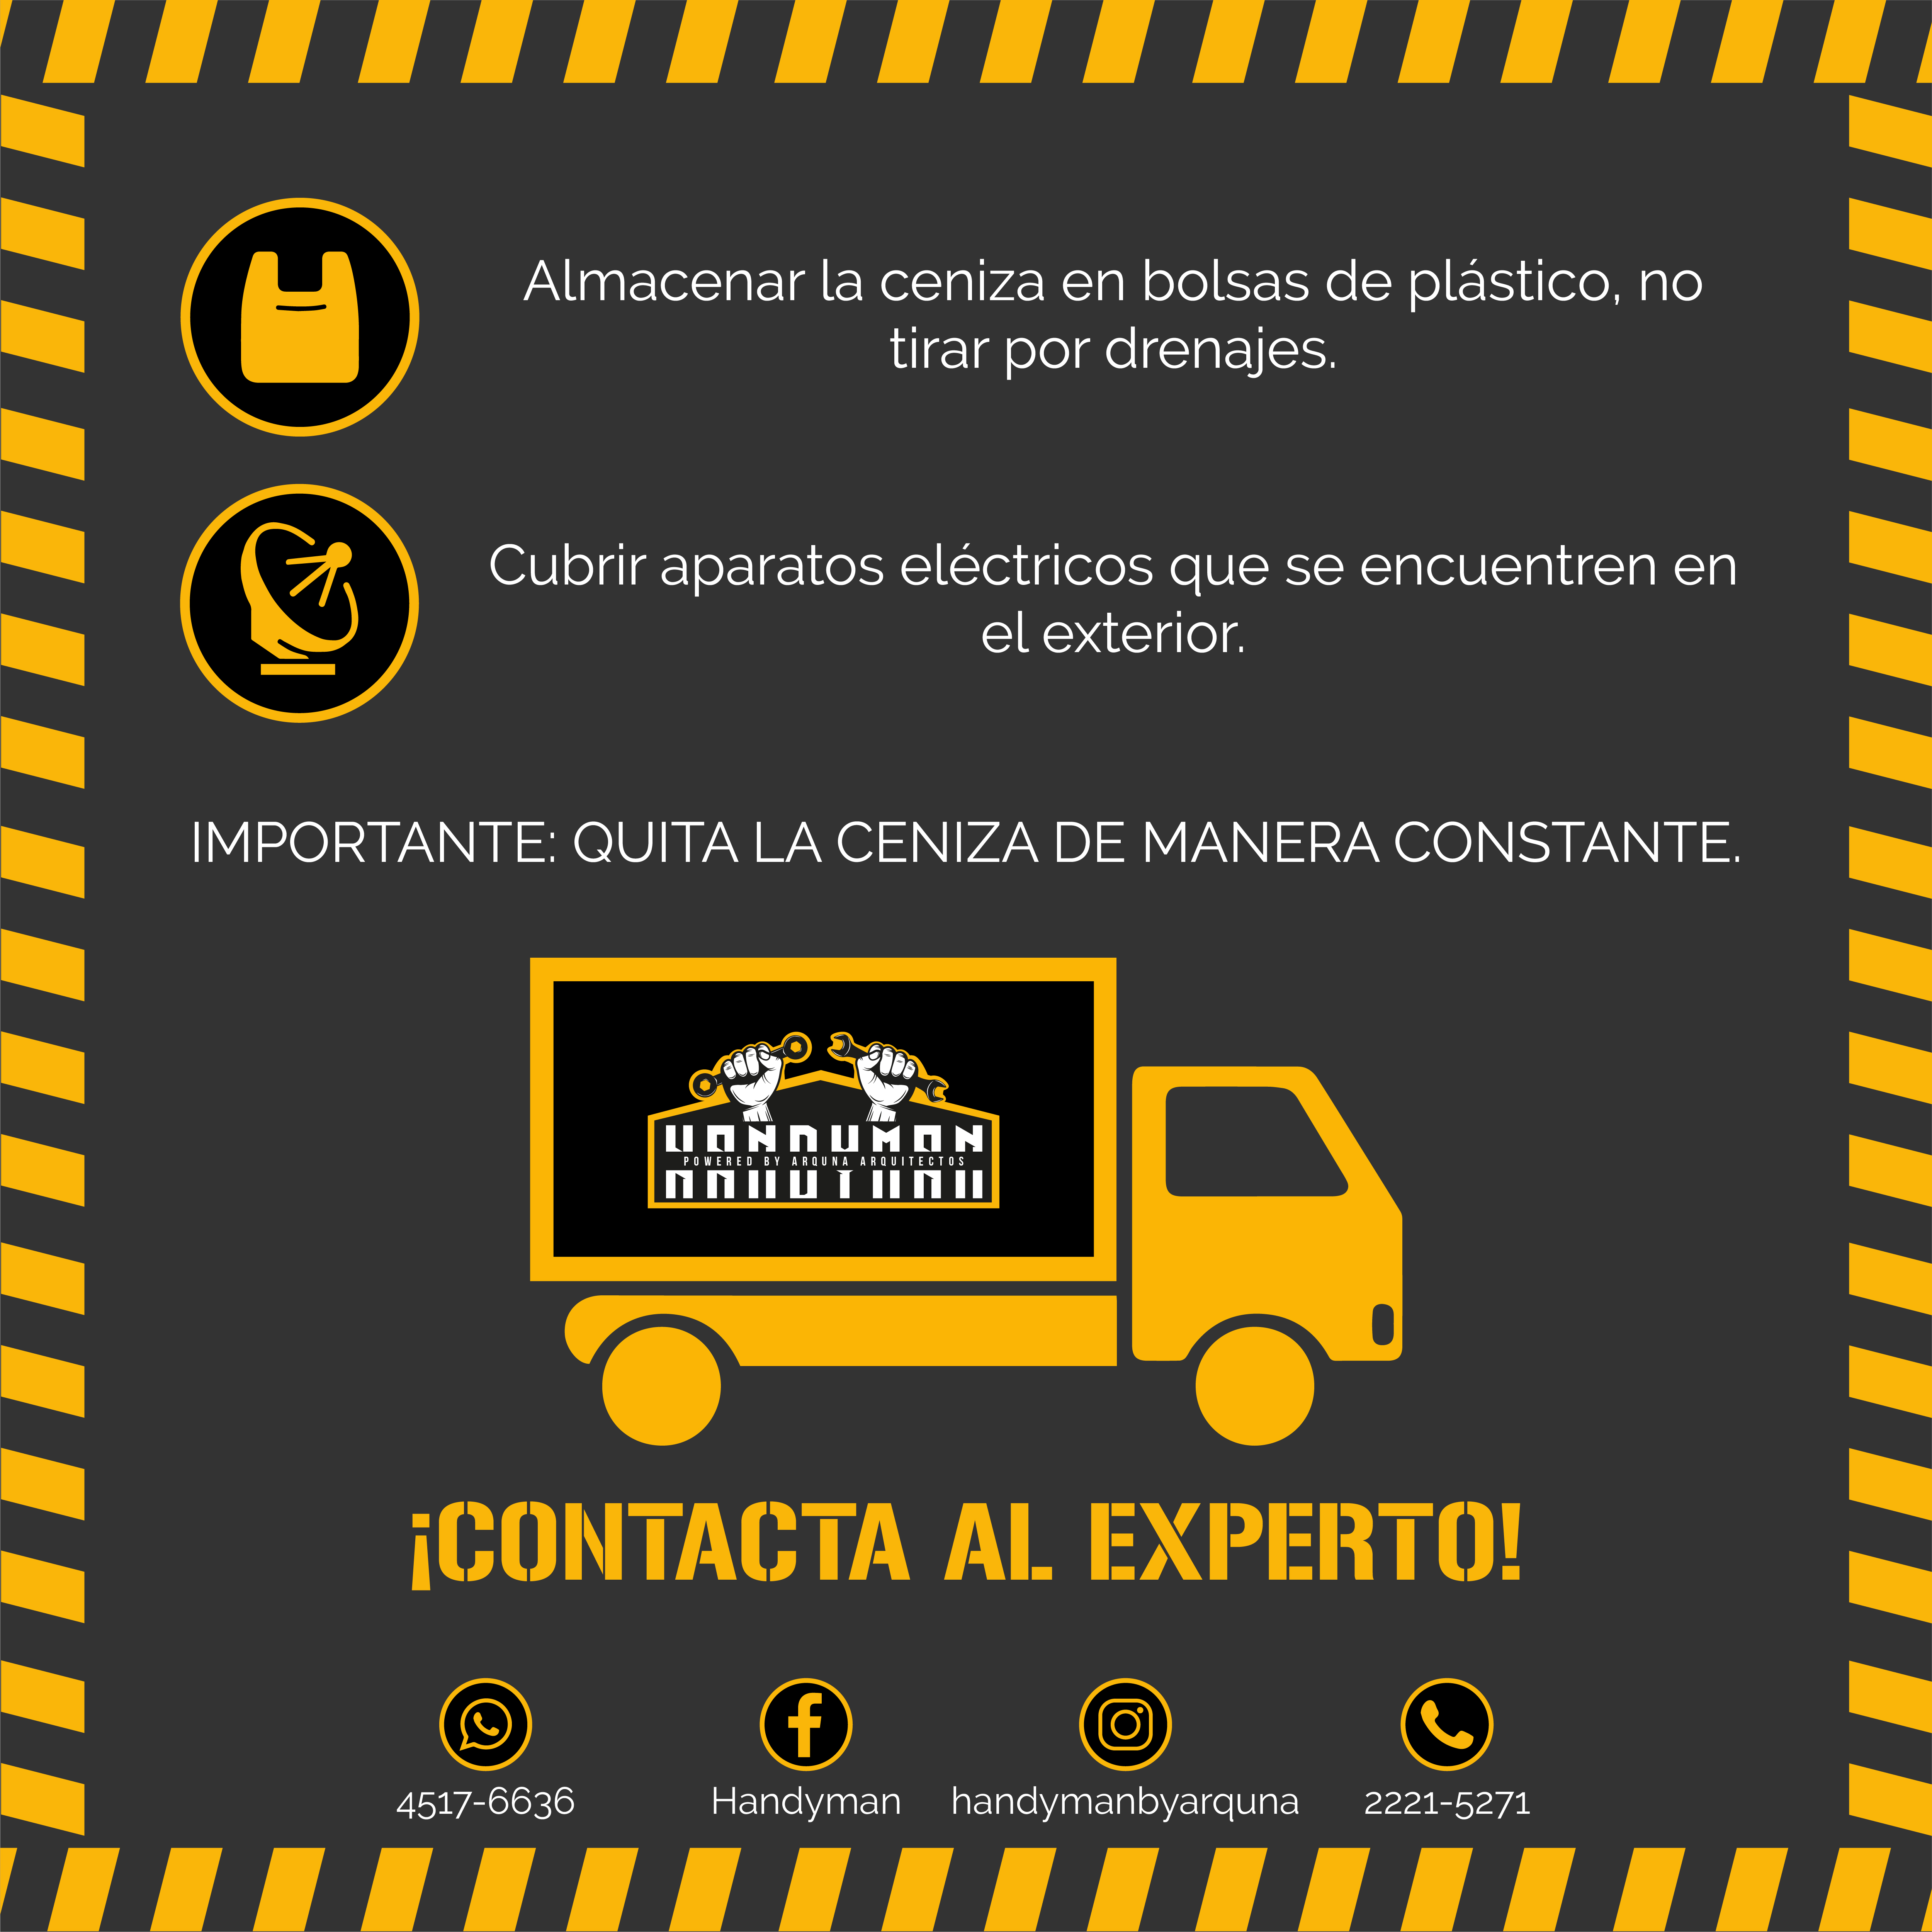 Almacenar la ceniza en bolsas de plástico, no
tirar por drenajes.
Cubrir aparatos eléctricos que se encuentren en
el exterior.
IMPORTANTE: QUITA LA CENIZA DE MANERA CONSTANTE.
HANDYMAN
POWERED BY ARQUNA ARQUITECTOS
¡CONTACTA AL EXPERTO!
4517-6636
Handyman
handymanbyarquna
2221-5271